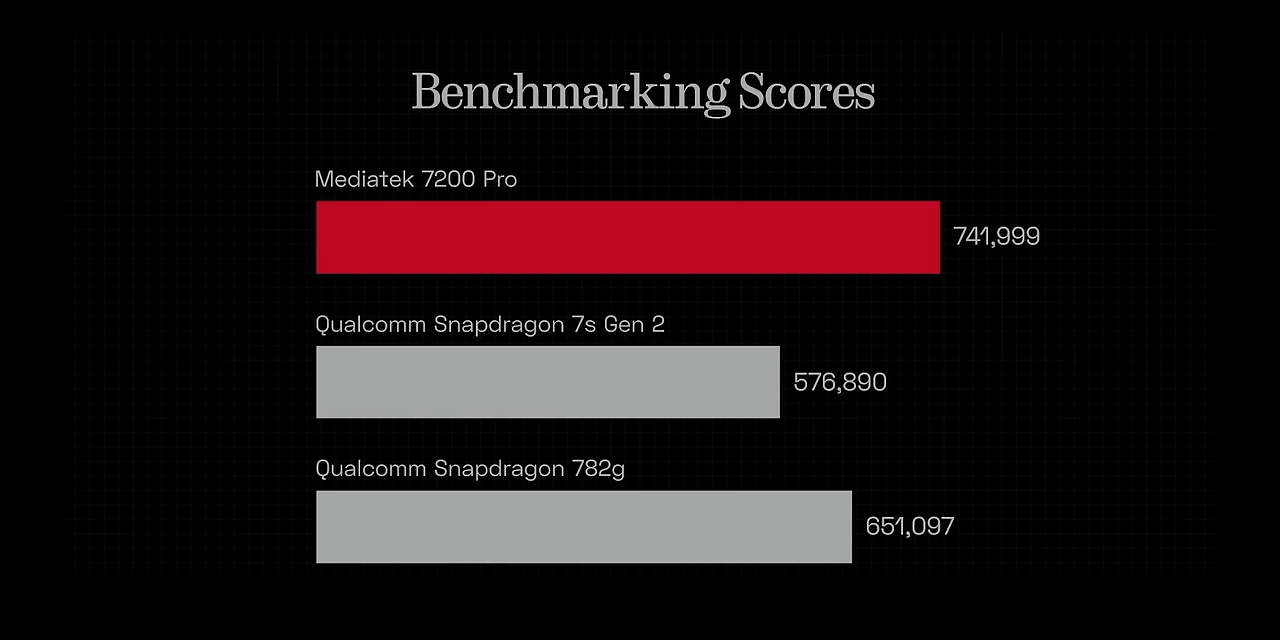 Benchmarking Scores
Mediatek 7200 Pro
741,999
Qualcomm Snapdragon 7s Gen 2
576,890
Qualcomm Snapdragon 782g
651,097